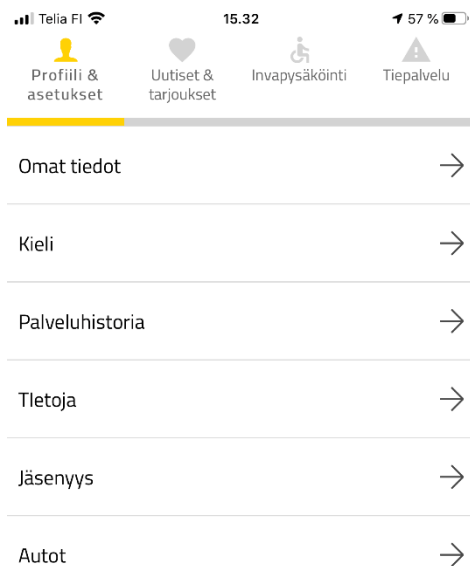 Telia FI 15.32 57 %
Profiili & asetukset
Uutiset & tarjoukset
Invapysäköinti
Tiepalvelu
Omat tiedot
Kieli
Palveluhistoria
TIetoja
Jäsenyys
Autot